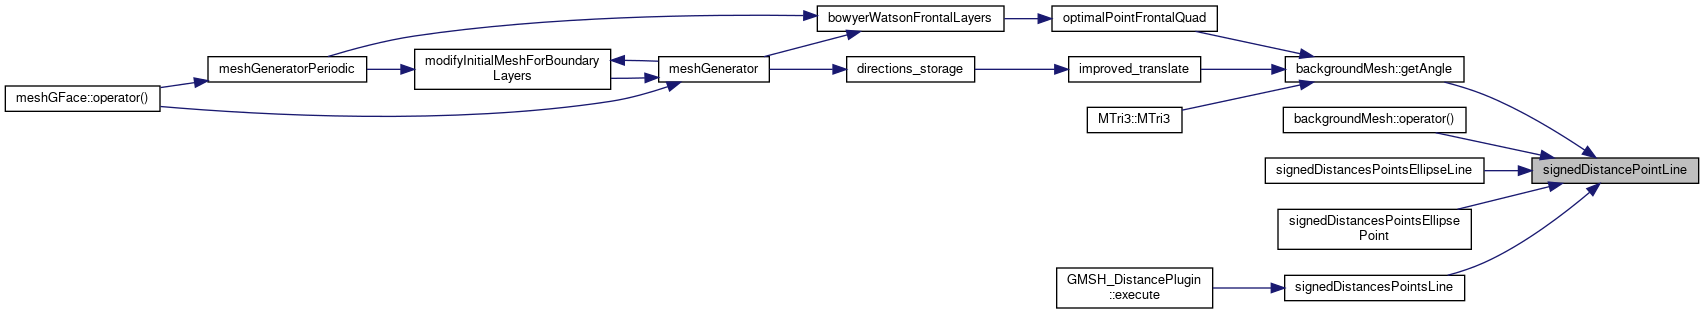 bowyerWatsonFrontalLayers
optimalPointFrontalQuad
meshGeneratorPeriodic
modifyInitialMeshForBoundary
Layers
meshGenerator
directions_storage
improved_translate
backgroundMesh::getAngle
meshGFace::operator()
MTri3::MTri3
backgroundMesh::operator()
signedDistancesPointsEllipseLine
signedDistancePointLine
signedDistancesPointsEllipse
Point
GMSH_DistancePlugin
::execute
signedDistancesPointsLine